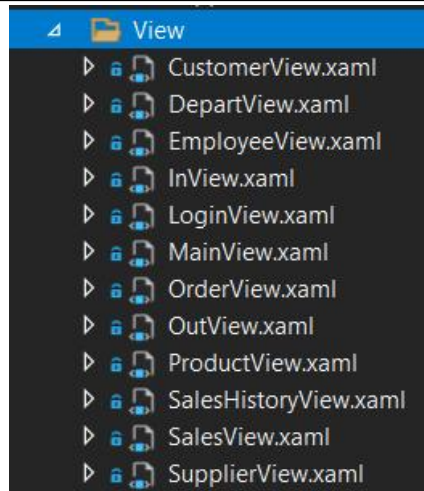 View
CustomerView.xaml
DepartView.xaml
EmployeeView.xaml
InView.xaml
LoginView.xaml
MainView.xaml
OrderView.xaml
OutView.xaml
ProductView.xaml
SalesHistoryView.xaml
SalesView.xaml
SupplierView.xaml